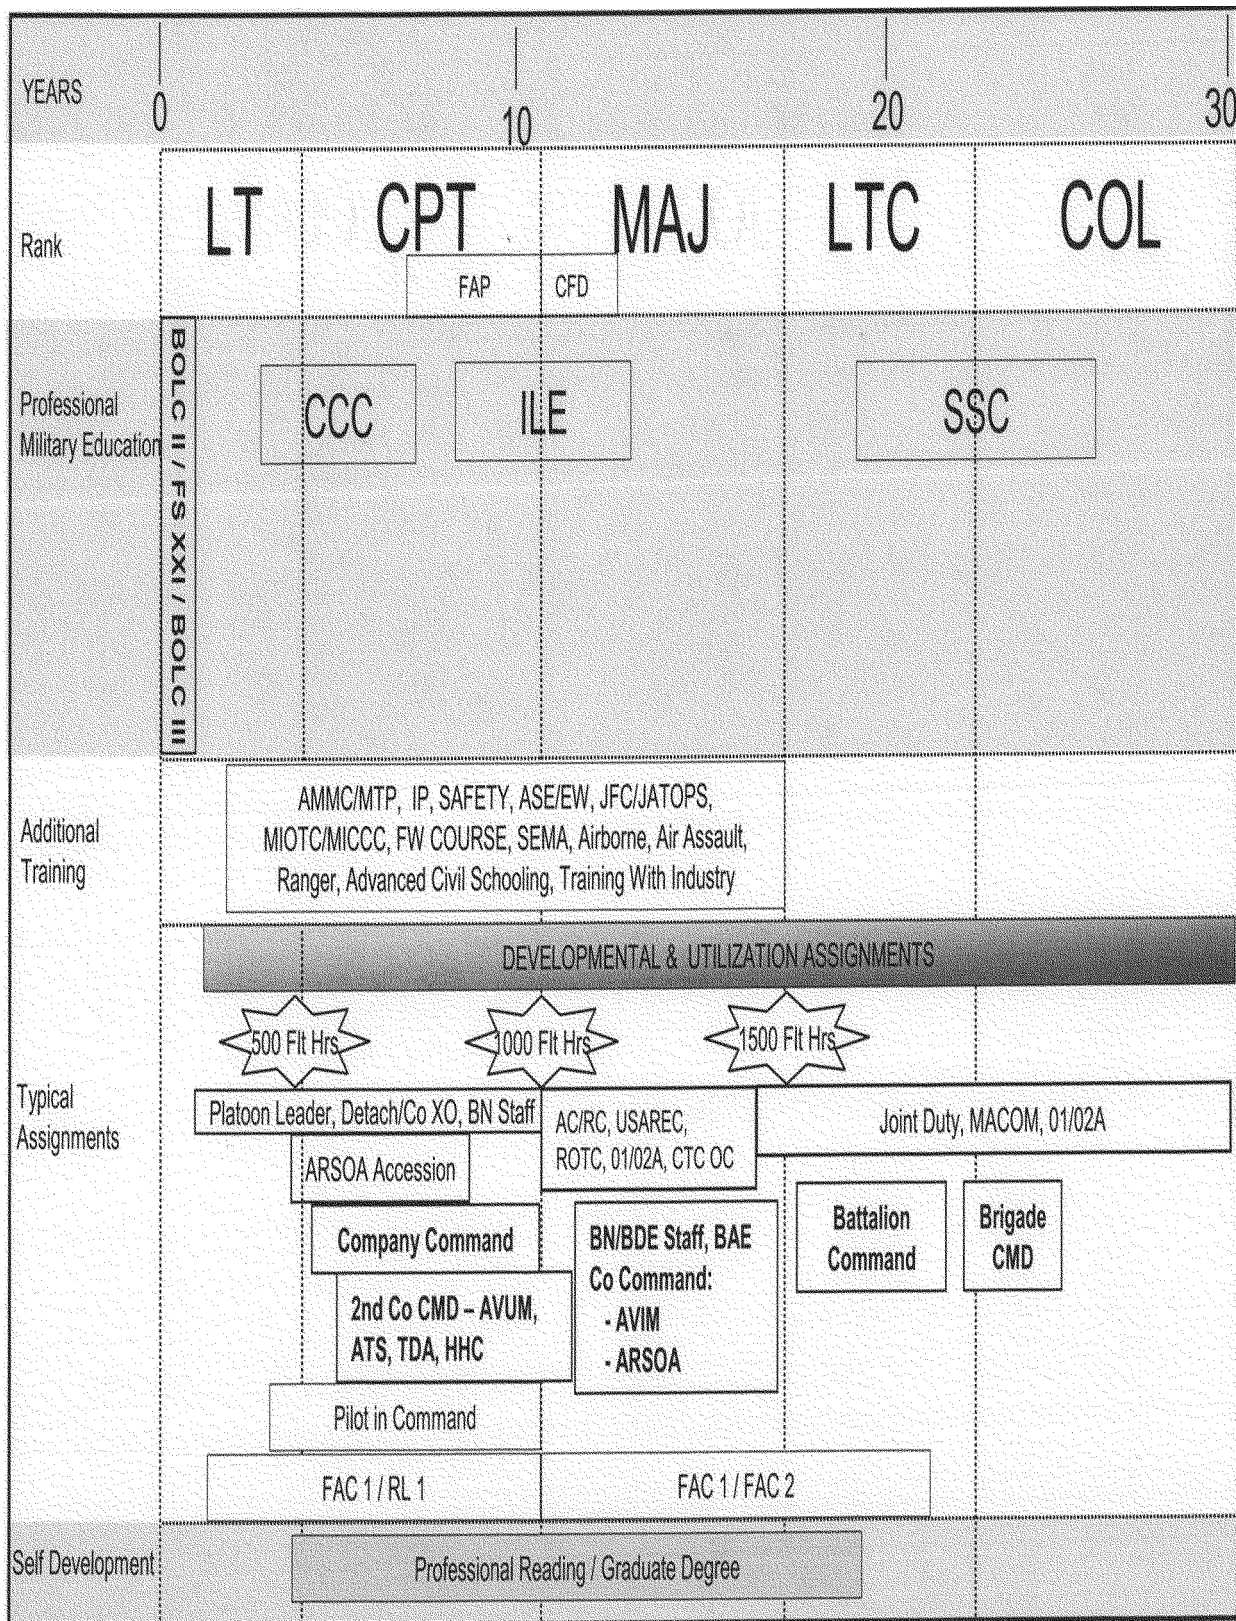 YEARS
0
10
20
30
Rank
LT
CPT
MAJ
LTC
COL
FAP
CFD
Professional
Military Education
BOLC II / FS XXI / BOLC III
CCC
ILE
SSC
Additional
Training
AMMC/MTP, IP, SAFETY, ASE/EW, JFC/JATOPS,
MIOTC/MICCC, FW COURSE, SEMA, Airborne, Air Assault,
Ranger, Advanced Civil Schooling, Training With Industry
DEVELOPMENTAL & UTILIZATION ASSIGNMENTS
500 Flt Hrs
1000 Flt Hrs
1500 Flt Hrs
Typical
Assignments
Platoon Leader, Detach/Co XO, BN Staff
AC/RC, USAREC,
ROTC, 01/02A, CTC OC
Joint Duty, MACOM, 01/02A
ARSOA Accession
Company Command
BN/BDE Staff, BAE
Co Command:
- AVIM
- ARSOA
Battalion
Command
Brigade
CMD
2nd Co CMD – AVUM,
ATS, TDA, HHC
Pilot in Command
FAC 1 / RL 1
FAC 1 / FAC 2
Self Development
Professional Reading / Graduate Degree